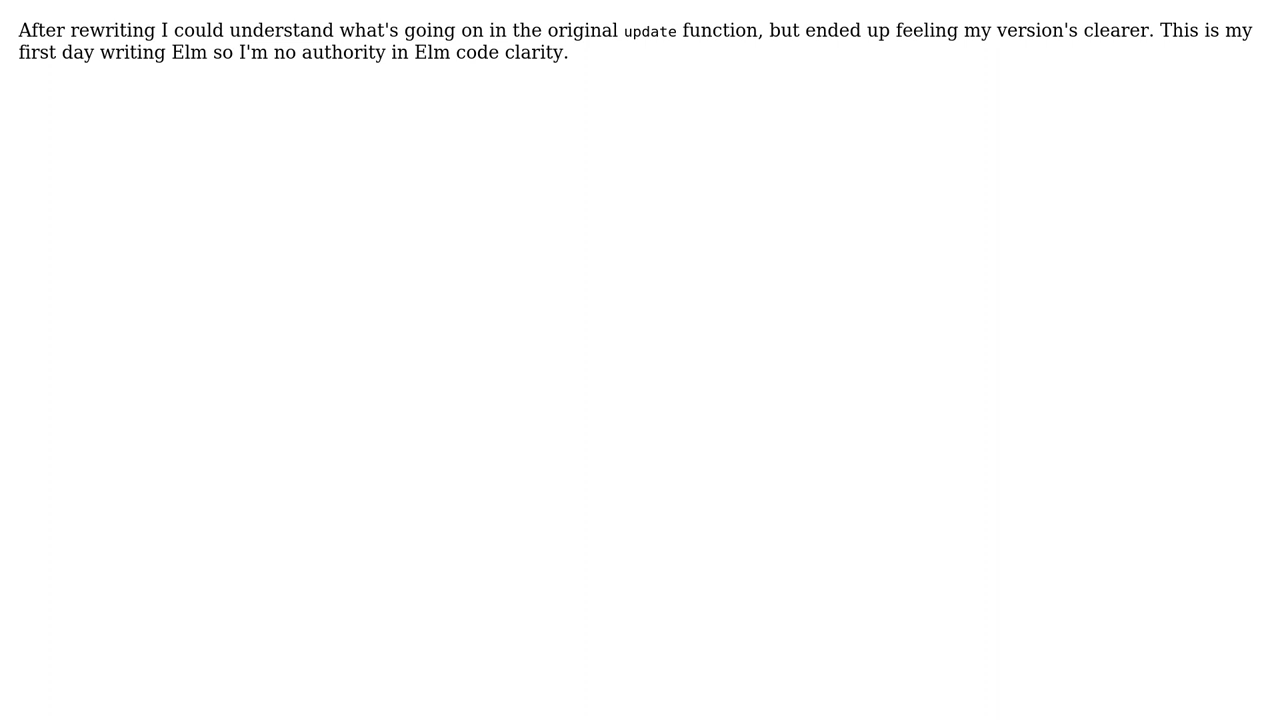 After rewriting I could understand what's going on in the original update function, but ended up feeling my version's clearer. This is my
first day writing Elm so I'm no authority in Elm code clarity.